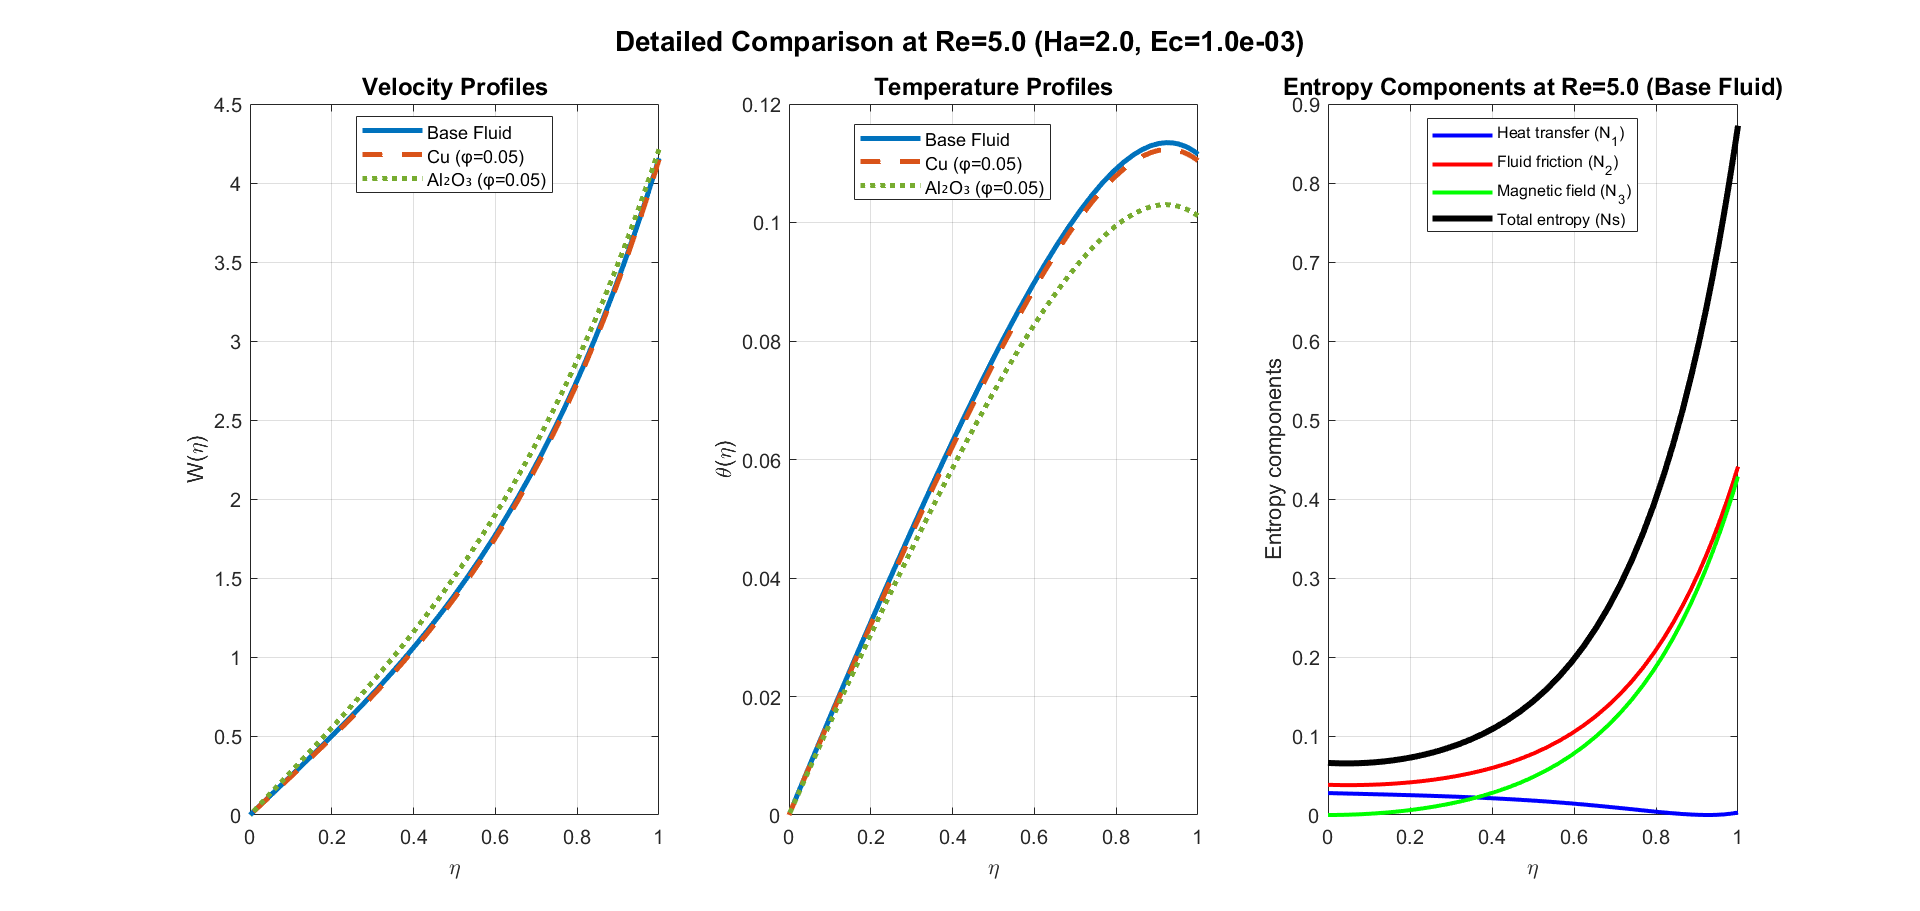 Detailed Comparison at Re=5.0 (Ha=2.0, Ec=1.0e-03)
Velocity Profiles
4.5
4
3.5
3
2.5
2
1.5
1
0.5
0
W(η)
Base Fluid
Cu (φ=0.05)
Al₂O₃ (φ=0.05)
0 0.2 0.4 0.6 0.8 1
η
Temperature Profiles
0.12
0.1
0.08
0.06
0.04
0.02
0
θ(η)
Base Fluid
Cu (φ=0.05)
Al₂O₃ (φ=0.05)
0 0.2 0.4 0.6 0.8 1
η
Entropy Components at Re=5.0 (Base Fluid)
0.9
0.8
0.7
0.6
0.5
0.4
0.3
0.2
0.1
0
Entropy components
Heat transfer (N₁)
Fluid friction (N₂)
Magnetic field (N₃)
Total entropy (Ns)
0 0.2 0.4 0.6 0.8 1
η